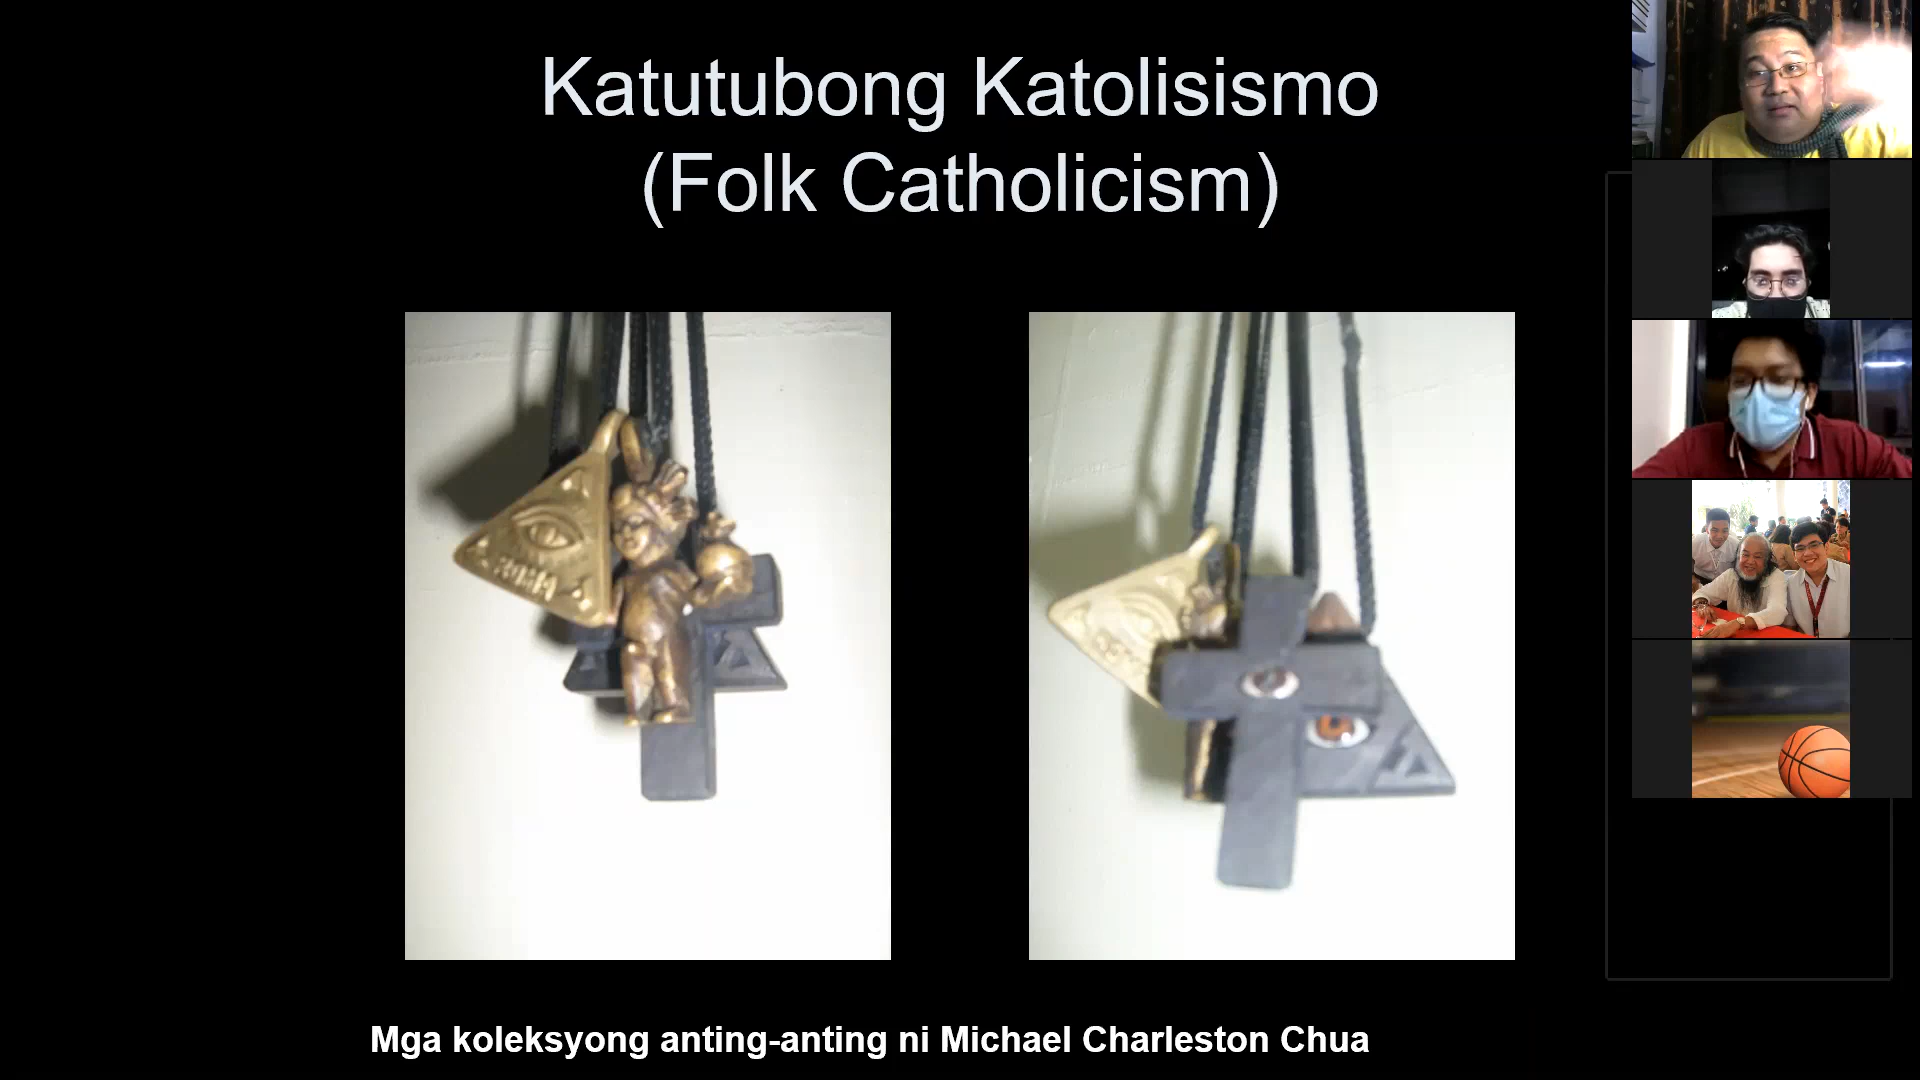 Katutubong Katolisismo
(Folk Catholicism)
Mga koleksyong anting-anting ni Michael Charleston Chua